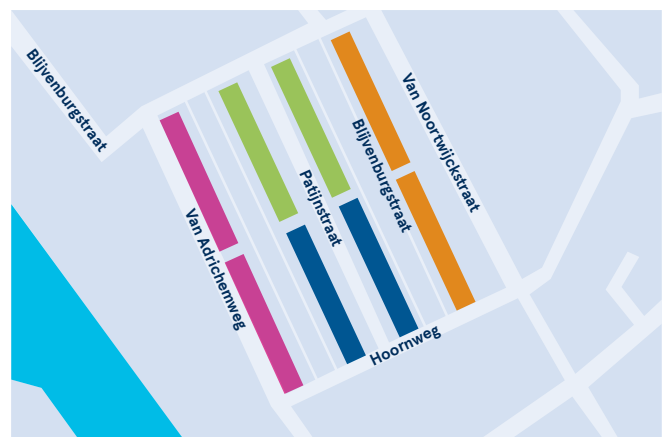 Blijvenburgstraat
Van Noortwijckstraat
Blijvenburgstraat
Patijnstraat
Van Adrichemweg
Hoornweg